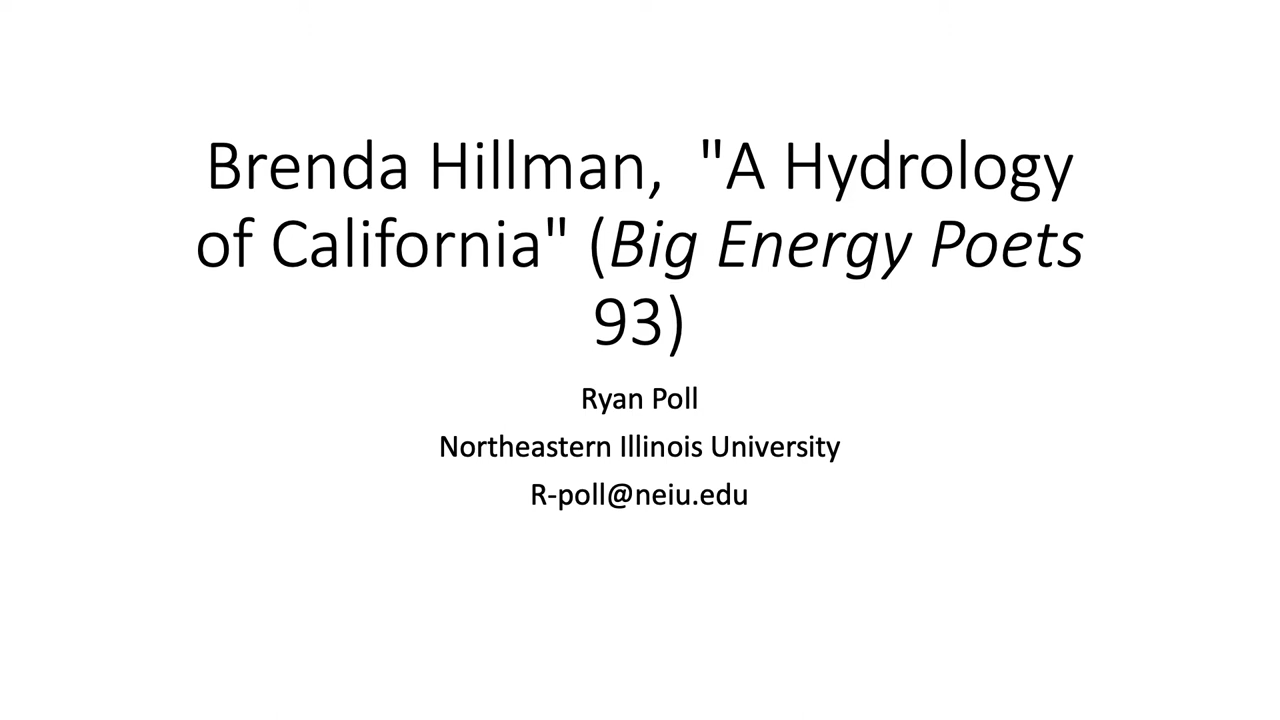 Brenda Hillman,  "A Hydrology
of California" (Big Energy Poets
93)
Ryan Poll
Northeastern Illinois University
R-poll@neiu.edu